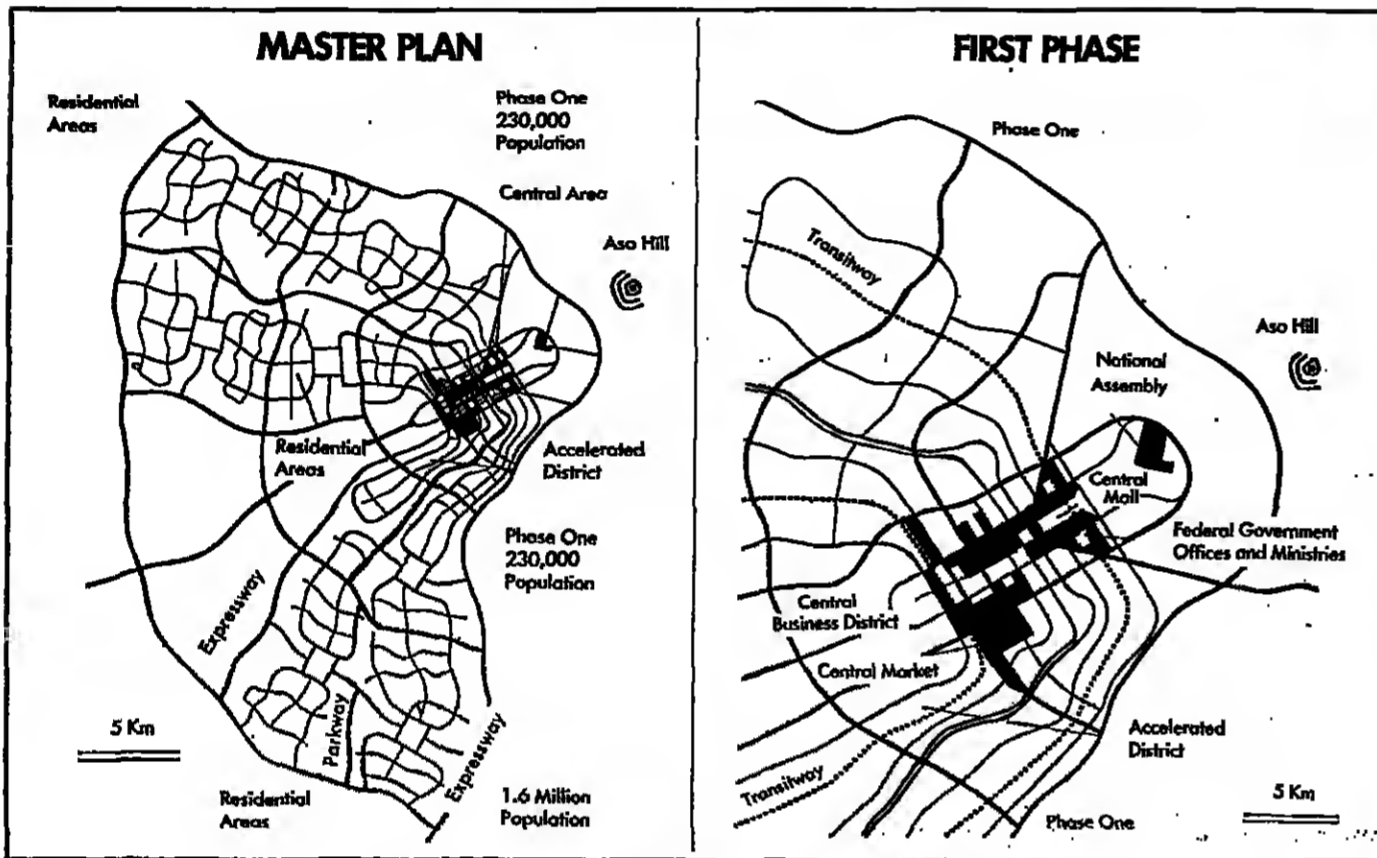 MASTER PLAN
Residential
Areas
Phase One
230,000
Population
Central Area
Aso Hill
Residential
Areas
Accelerated
District
Phase One
230,000
Population
Expressway
Parkway
Expressway
5 Km
Residential
Areas
1.6 Million
Population
FIRST PHASE
Phase One
Transitway
Aso Hill
National
Assembly
Central
Mall
Federal Government
Offices and Ministries
Central
Business District
Central Market
Accelerated
District
Transitway
5 Km
Phase One